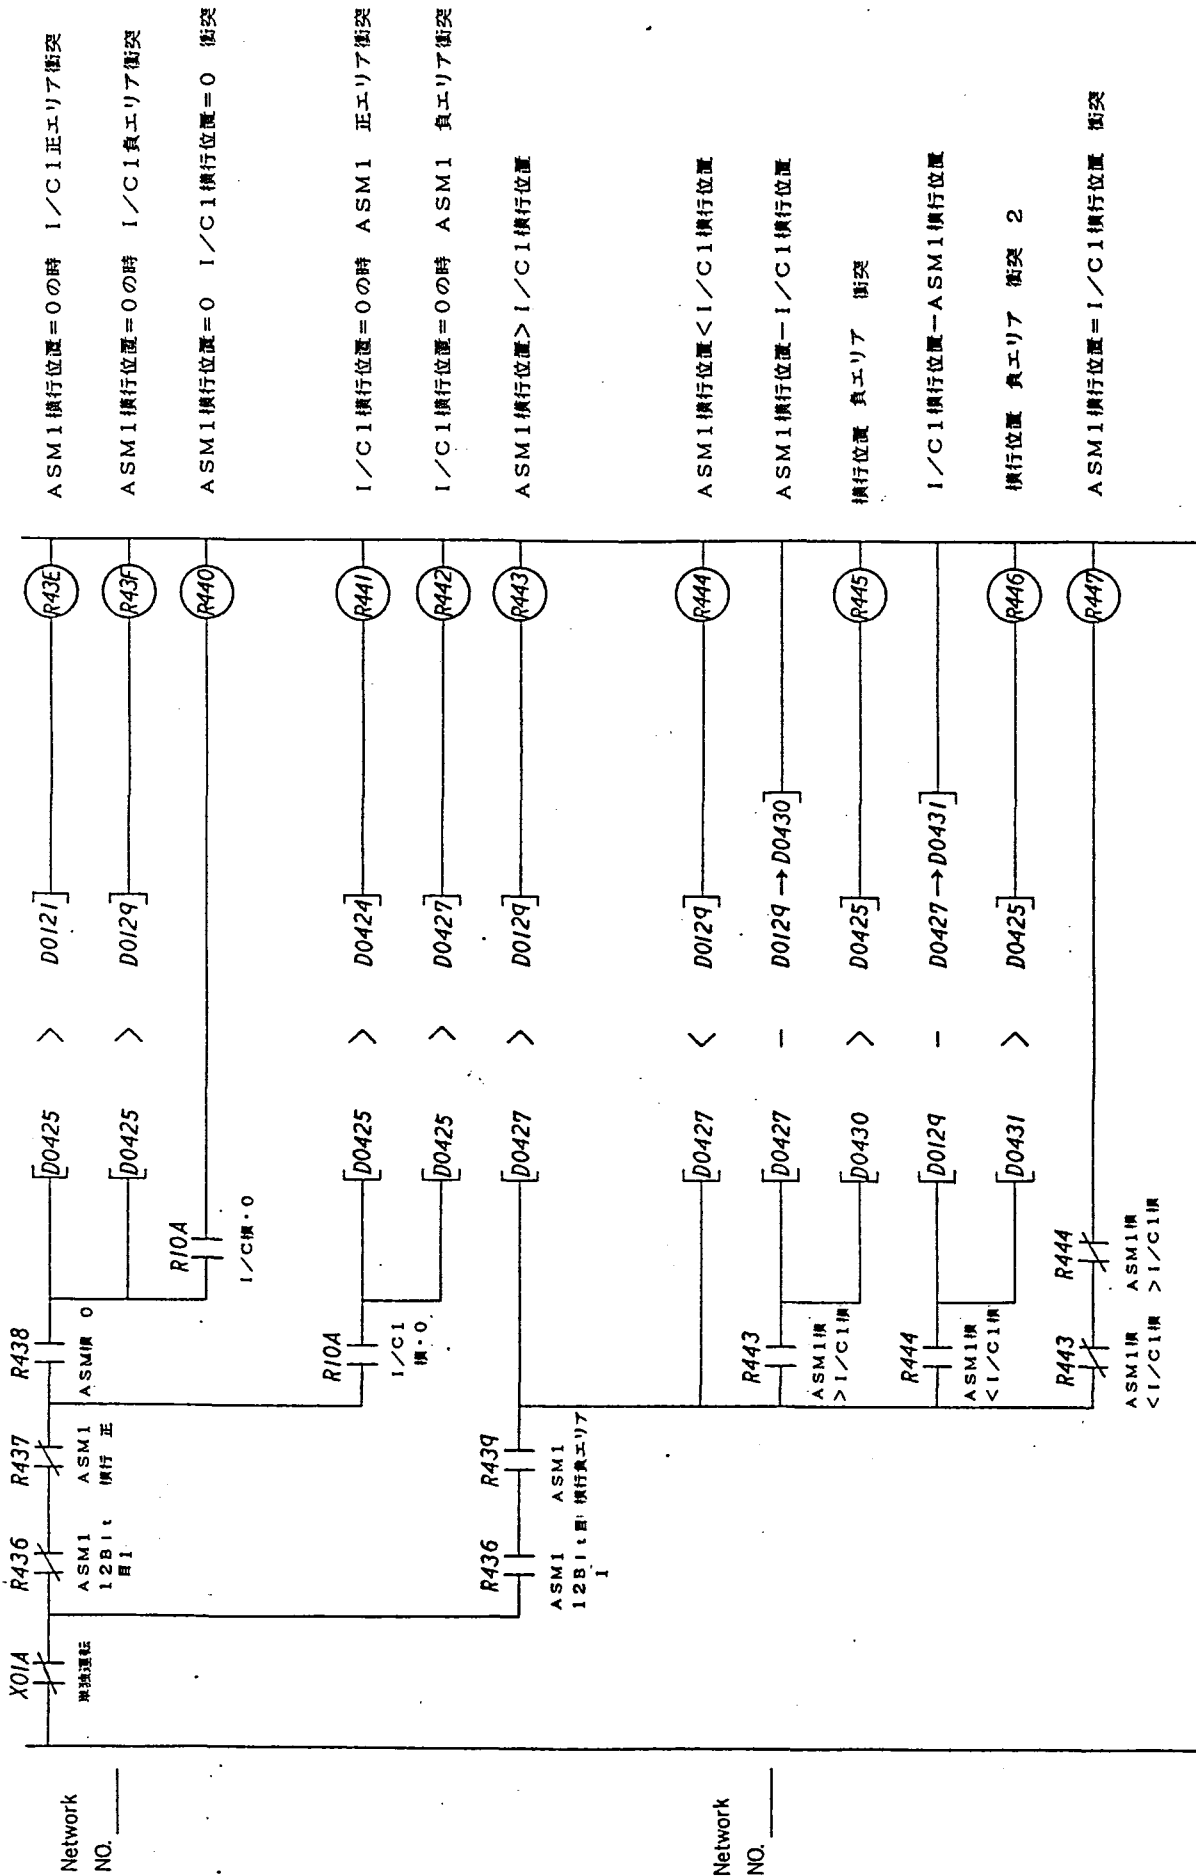 Network
NO.
X01A
単独運転
R436
ASM1
12Bit
目1
R437
ASM1
横行 正
R438
ASM横 0
[D0425 > D0121]
R43E
ASM1横行位置=0の時 I/C1正エリア衝突
[D0425 > D0129]
R43F
ASM1横行位置=0の時 I/C1負エリア衝突
R10A
I/C横・0
R440
ASM1横行位置=0 I/C1横行位置=0 衝突
R10A
I/C1
横・0
[D0425 > D0424]
R441
I/C1横行位置=0の時 ASM1 正エリア衝突
[D0425 > D0427]
R442
I/C1横行位置=0の時 ASM1 負エリア衝突
R436
ASM1
12Bit目
1
R439
ASM1
横行負エリア
[D0427 > D0129]
R443
ASM1横行位置>I/C1横行位置
Network
NO.
[D0427 < D0129]
R444
ASM1横行位置<I/C1横行位置
R443
ASM1横
>I/C1横
[D0427 - D0129→D0430]
ASM1横行位置-I/C1横行位置
[D0430 > D0425]
R445
横行位置 負エリア 衝突
R444
ASM1横
<I/C1横
[D0129 - D0427→D0431]
I/C1横行位置-ASM1横行位置
[D0431 > D0425]
R446
横行位置 負エリア 衝突 2
R443
ASM1横
<I/C1横
R444
ASM1横
>I/C1横
R447
ASM1横行位置=I/C1横行位置 衝突